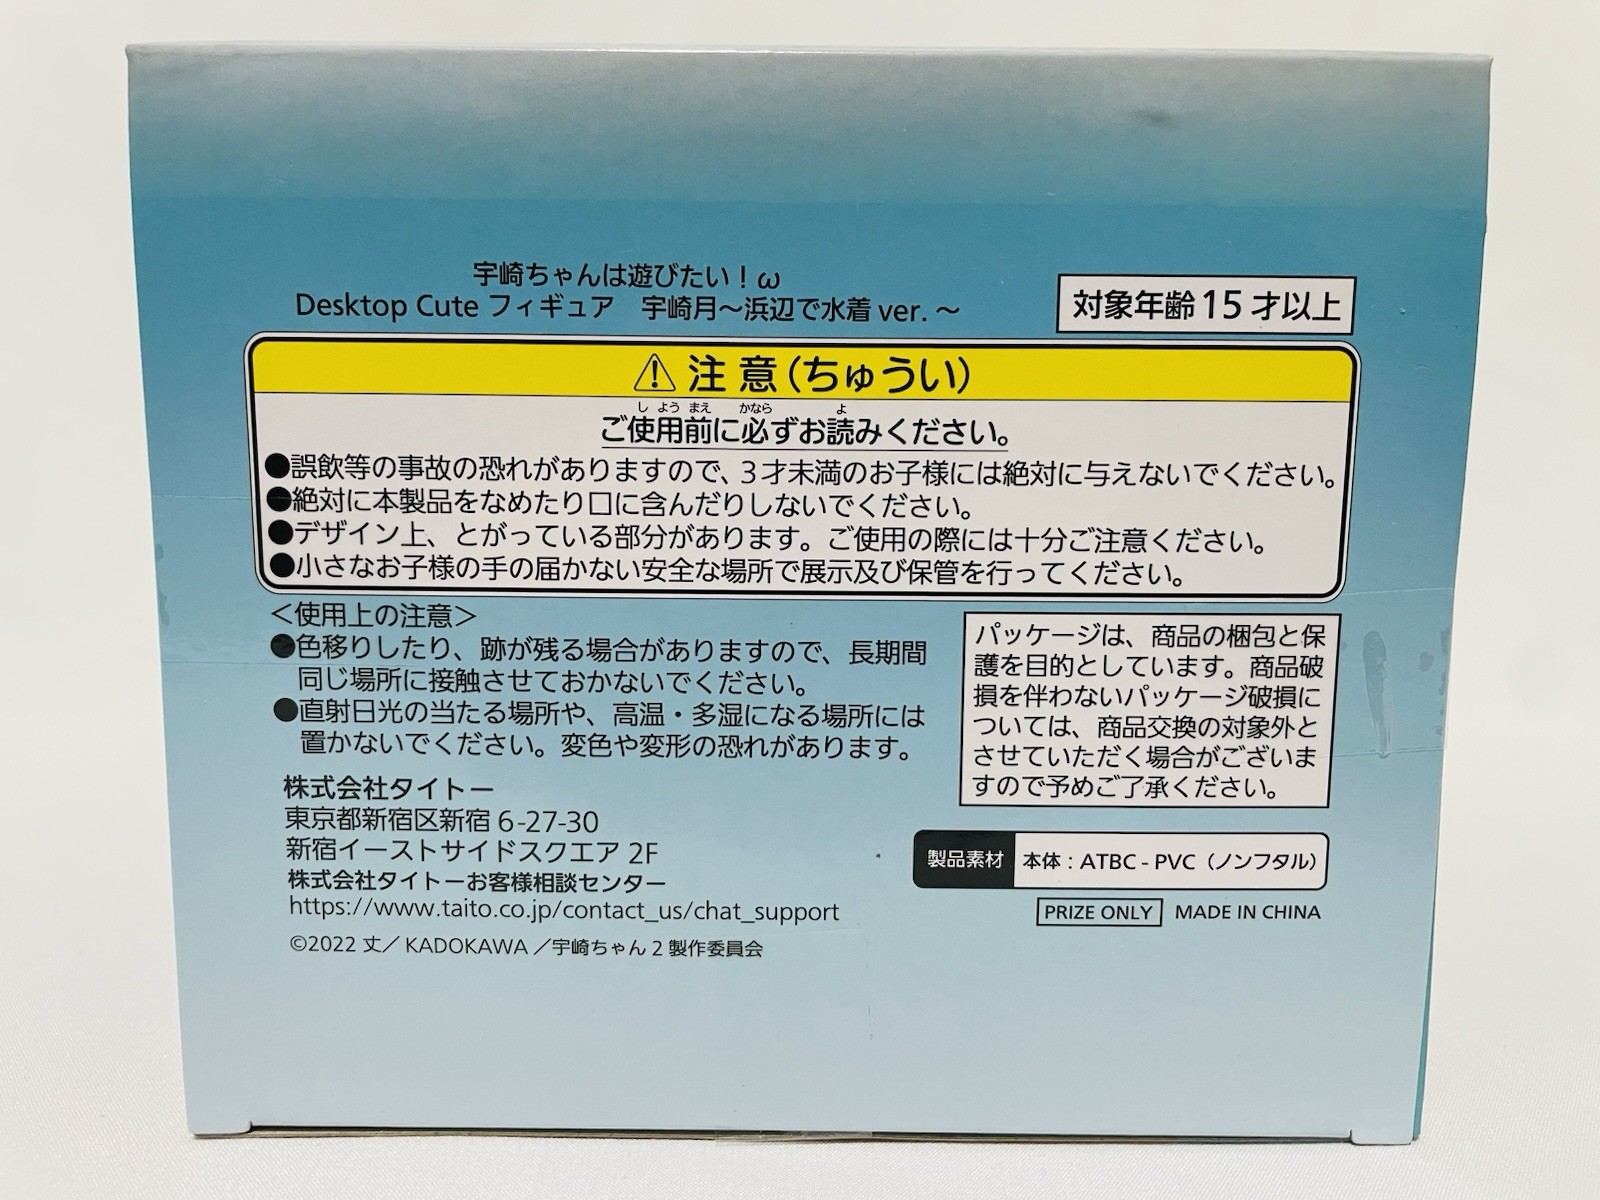 宇崎ちゃんは遊びたい！ω
Desktop Cute フィギュア　宇崎月～浜辺で水着 ver. ～
対象年齢 15 才以上
⚠ 注 意（ちゅうい）
し よう まえ かなら よ
ご使用前に必ずお読みください。
●誤飲等の事故の恐れがありますので、３才未満のお子様には絶対に与えないでください。
●絶対に本製品をなめたり口に含んだりしないでください。
●デザイン上、とがっている部分があります。ご使用の際には十分ご注意ください。
●小さなお子様の手の届かない安全な場所で展示及び保管を行ってください。
＜使用上の注意＞
●色移りしたり、跡が残る場合がありますので、長期間
同じ場所に接触させておかないでください。
●直射日光の当たる場所や、高温・多湿になる場所には
置かないでください。変色や変形の恐れがあります。
パッケージは、商品の梱包と保
護を目的としています。商品破
損を伴わないパッケージ破損に
ついては、商品交換の対象外と
させていただく場合がございま
すので予めご了承ください。
株式会社タイトー
東京都新宿区新宿 6-27-30
新宿イーストサイドスクエア 2F
株式会社タイトーお客様相談センター
https://www.taito.co.jp/contact_us/chat_support
©2022 丈／ KADOKAWA ／宇崎ちゃん 2 製作委員会
製品素材 本体：ATBC - PVC（ノンフタル）
PRIZE ONLY MADE IN CHINA